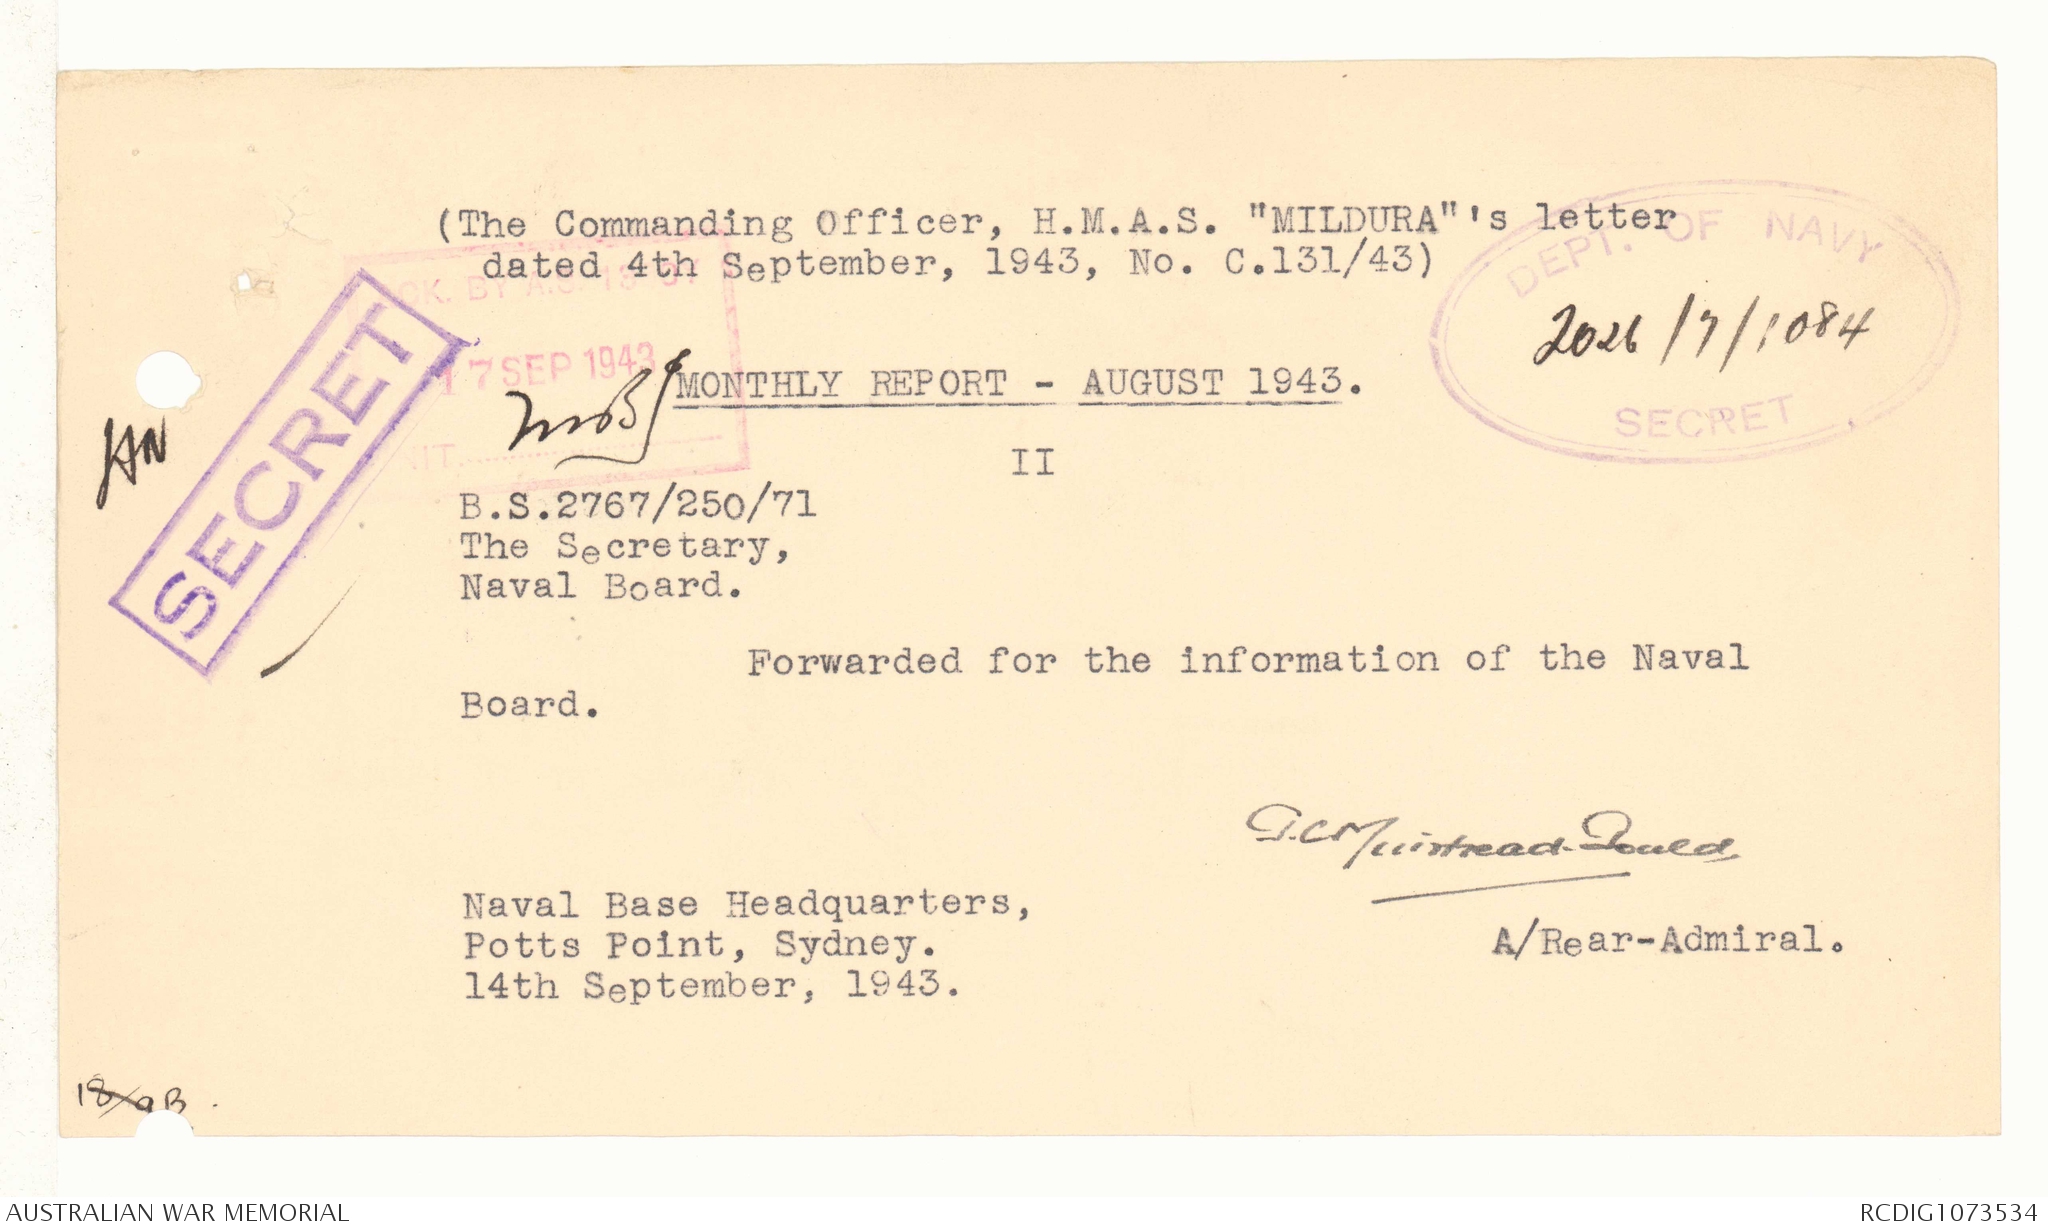 (The Commanding Officer, H.M.A.S. "MILDURA"'s letter
dated 4th September, 1943, No. C.131/43)
DEPT. OF NAVY
2026/7/1084
SECRET
BY A.S.
17 SEP 1943
MONTHLY REPORT - AUGUST 1943.
SECRET
II
B.S.2767/250/71
The Secretary,
Naval Board.
Forwarded for the information of the Naval
Board.
G.C. Muirhead-Gould
A/Rear-Admiral.
Naval Base Headquarters,
Potts Point, Sydney.
14th September, 1943.
AUSTRALIAN WAR MEMORIAL
RCDIG1073534